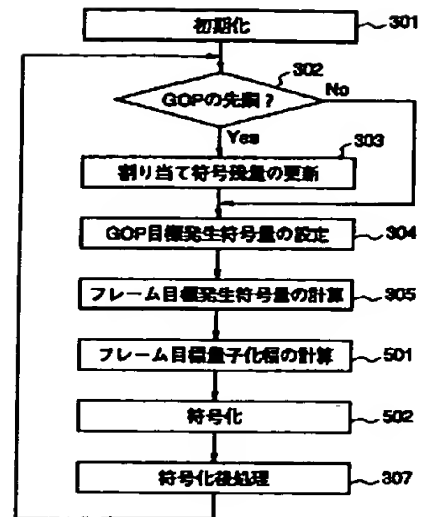 初期化
301
302
GOPの先頭?
No
Yes
303
割り当て符号残量の更新
GOP目標発生符号量の設定
304
フレーム目標発生符号量の計算
305
フレーム目標量子化幅の計算
501
符号化
502
符号化後処理
307